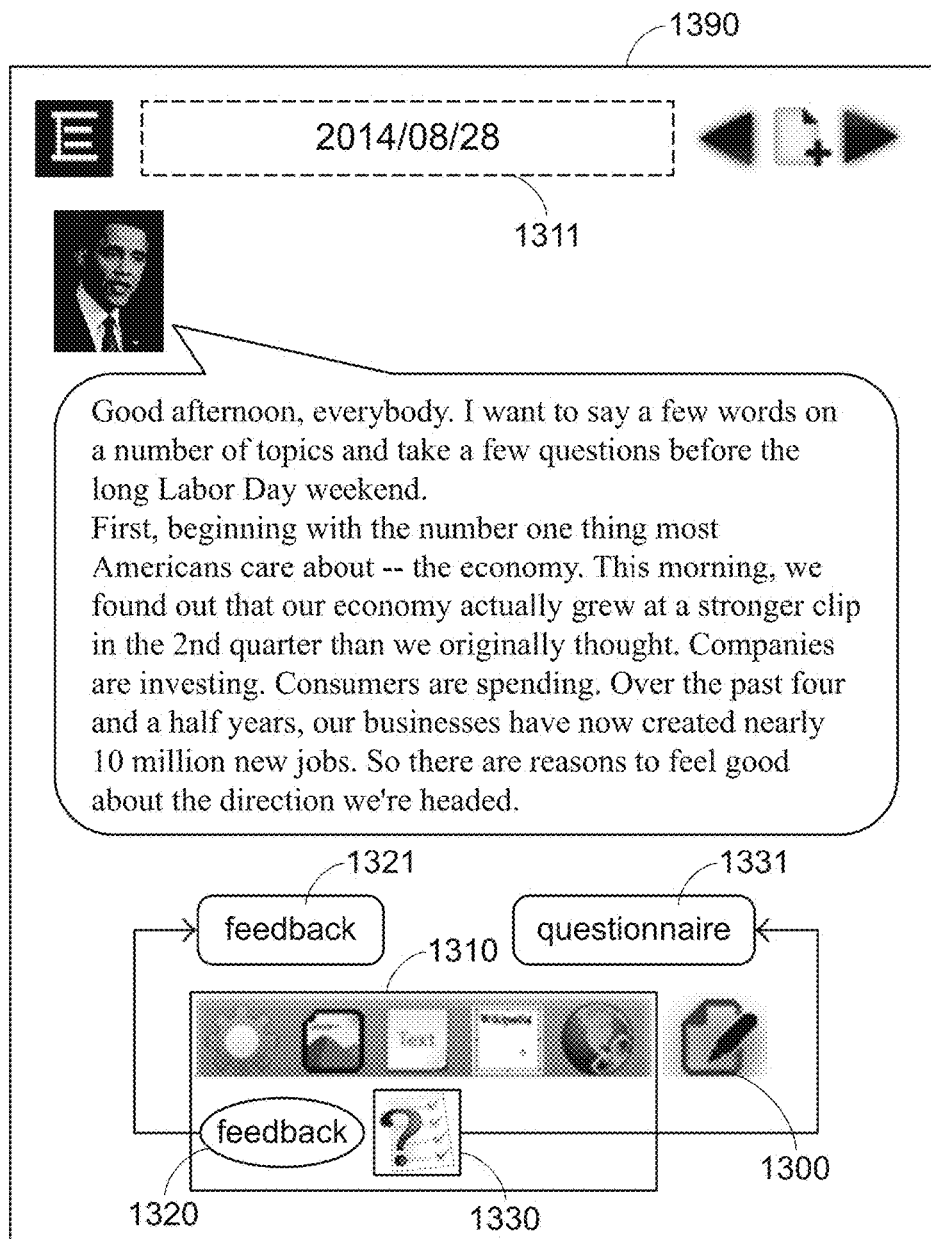 1390
2014/08/28
1311
Good afternoon, everybody. I want to say a few words on
a number of topics and take a few questions before the
long Labor Day weekend.
First, beginning with the number one thing most
Americans care about -- the economy. This morning, we
found out that our economy actually grew at a stronger clip
in the 2nd quarter than we originally thought. Companies
are investing. Consumers are spending. Over the past four
and a half years, our businesses have now created nearly
10 million new jobs. So there are reasons to feel good
about the direction we're headed.
1321
1331
feedback
questionnaire
1310
Text
Wikipedia
feedback
?
1300
1320
1330